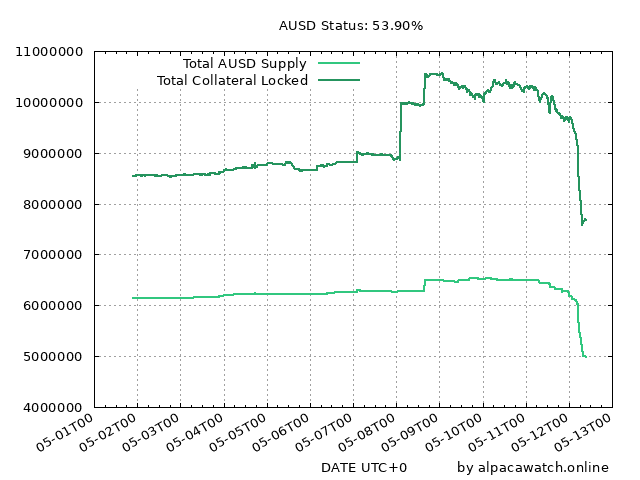 AUSD Status: 53.90%
11000000
10000000
9000000
8000000
7000000
6000000
5000000
4000000
Total AUSD Supply
Total Collateral Locked
05-01T00
05-02T00
05-03T00
05-04T00
05-05T00
05-06T00
05-07T00
05-08T00
05-09T00
05-10T00
05-11T00
05-12T00
05-13T00
DATE UTC+0
by alpacawatch.online